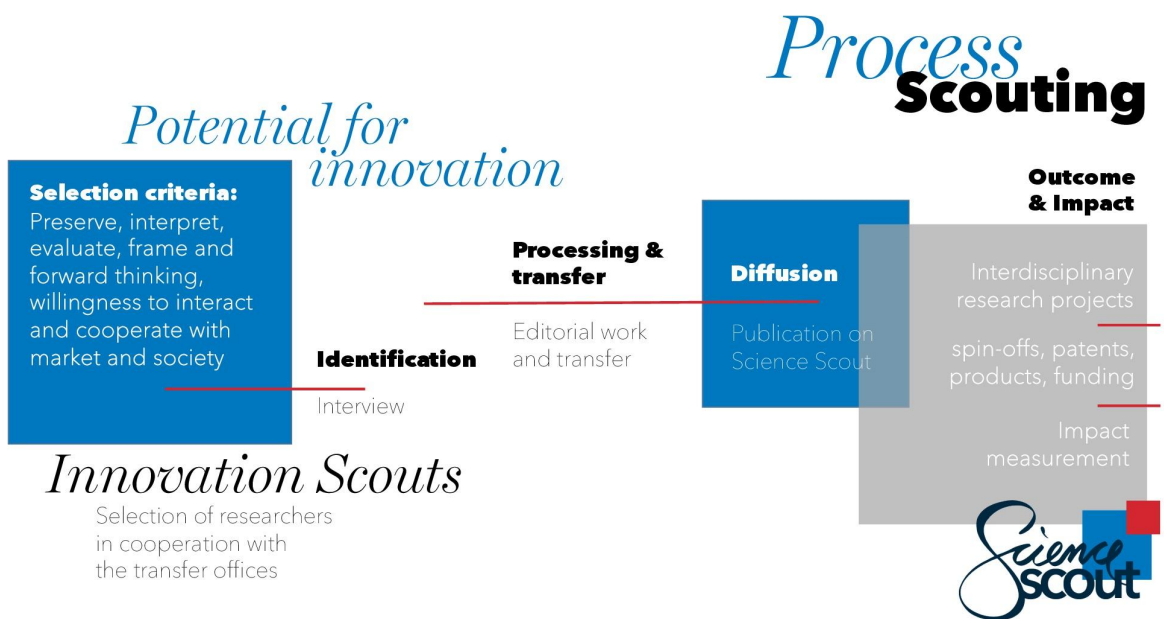 Process
Scouting
Potential for
innovation
Selection criteria:
Preserve, interpret,
evaluate, frame and
forward thinking,
willingness to interact
and cooperate with
market and society
Identification
Interview
Processing &
transfer
Editorial work
and transfer
Diffusion
Publication on
Science Scout
Outcome
& Impact
Interdisciplinary
research projects
spin-offs, patents,
products, funding
Impact
measurement
Innovation Scouts
Selection of researchers
in cooperation with
the transfer offices
Science
scout